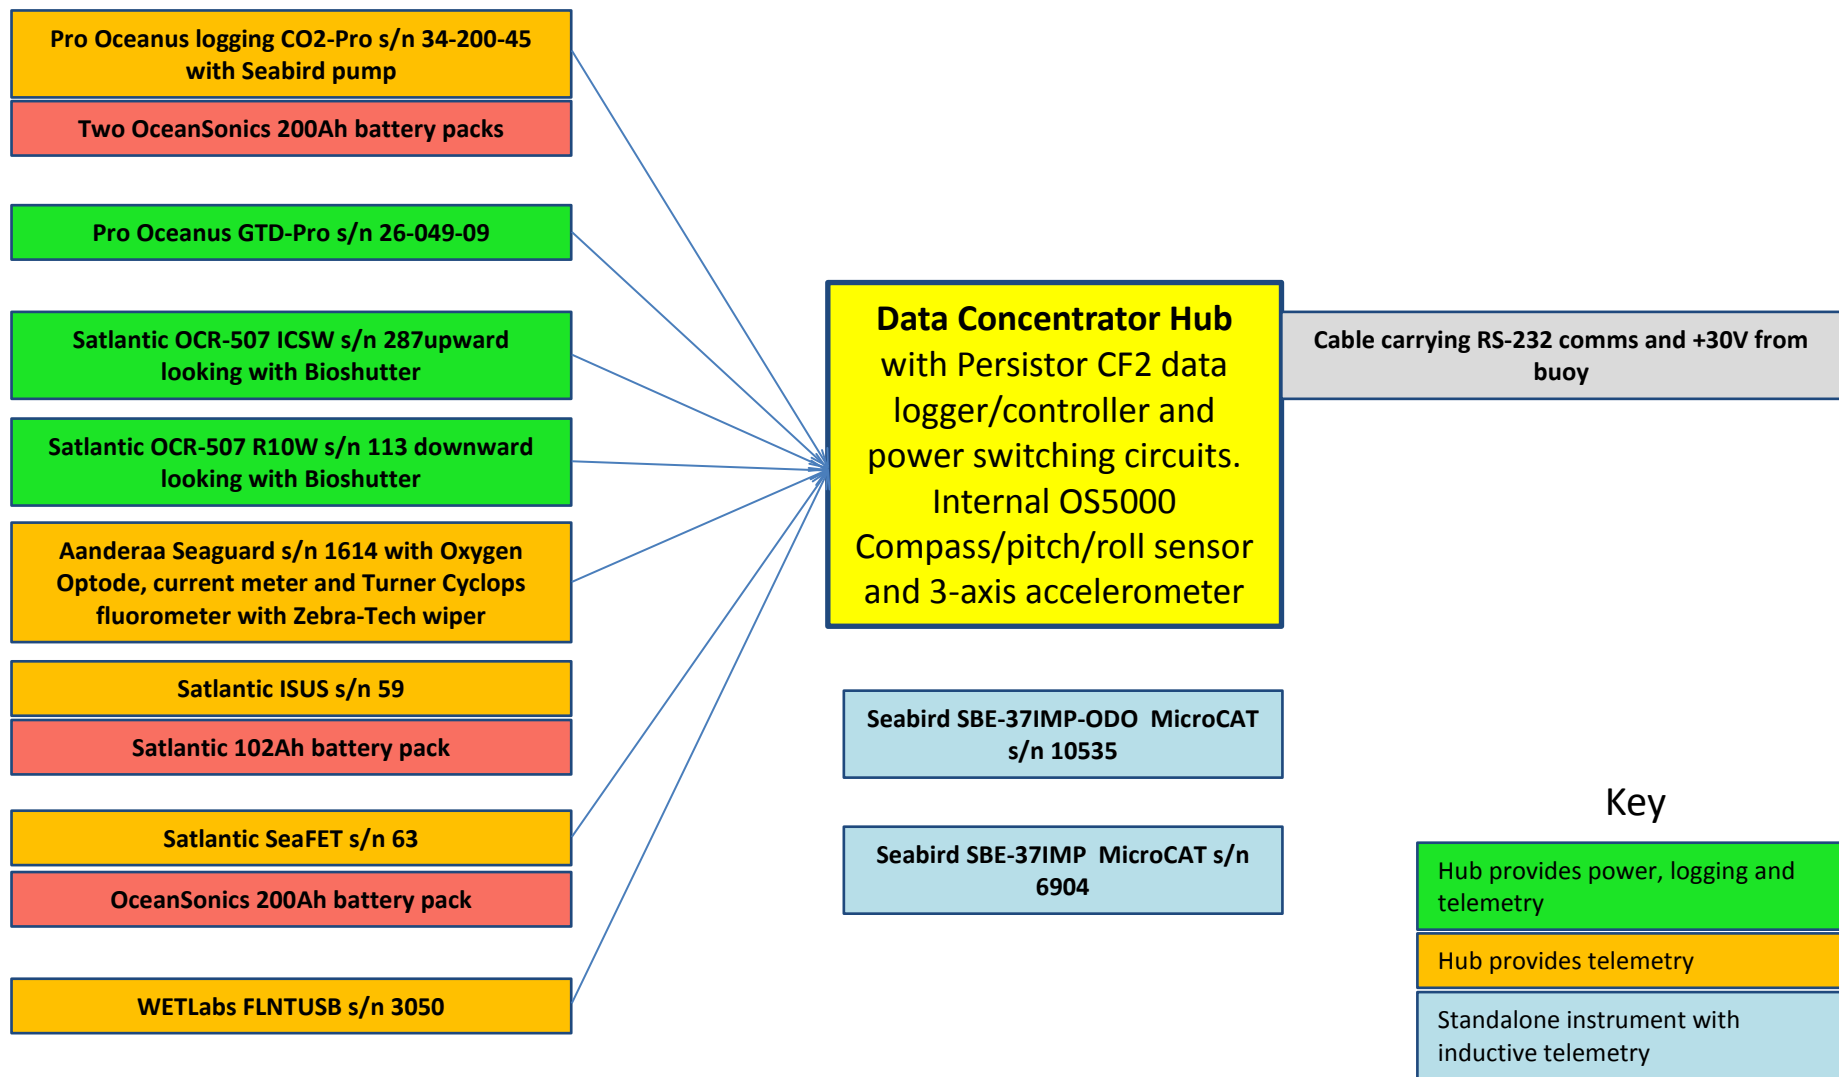 Pro Oceanus logging CO2-Pro s/n 34-200-45
with Seabird pump
Two OceanSonics 200Ah battery packs
Pro Oceanus GTD-Pro s/n 26-049-09
Satlantic OCR-507 ICSW s/n 287upward
looking with Bioshutter
Satlantic OCR-507 R10W s/n 113 downward
looking with Bioshutter
Aanderaa Seaguard s/n 1614 with Oxygen
Optode, current meter and Turner Cyclops
fluorometer with Zebra-Tech wiper
Satlantic ISUS s/n 59
Satlantic 102Ah battery pack
Satlantic SeaFET s/n 63
OceanSonics 200Ah battery pack
WETLabs FLNTUSB s/n 3050
Data Concentrator Hub
with Persistor CF2 data
logger/controller and
power switching circuits.
Internal OS5000
Compass/pitch/roll sensor
and 3-axis accelerometer
Seabird SBE-37IMP-ODO  MicroCAT
s/n 10535
Seabird SBE-37IMP  MicroCAT s/n
6904
Cable carrying RS-232 comms and +30V from
buoy
Key
Hub provides power, logging and
telemetry
Hub provides telemetry
Standalone instrument with
inductive telemetry